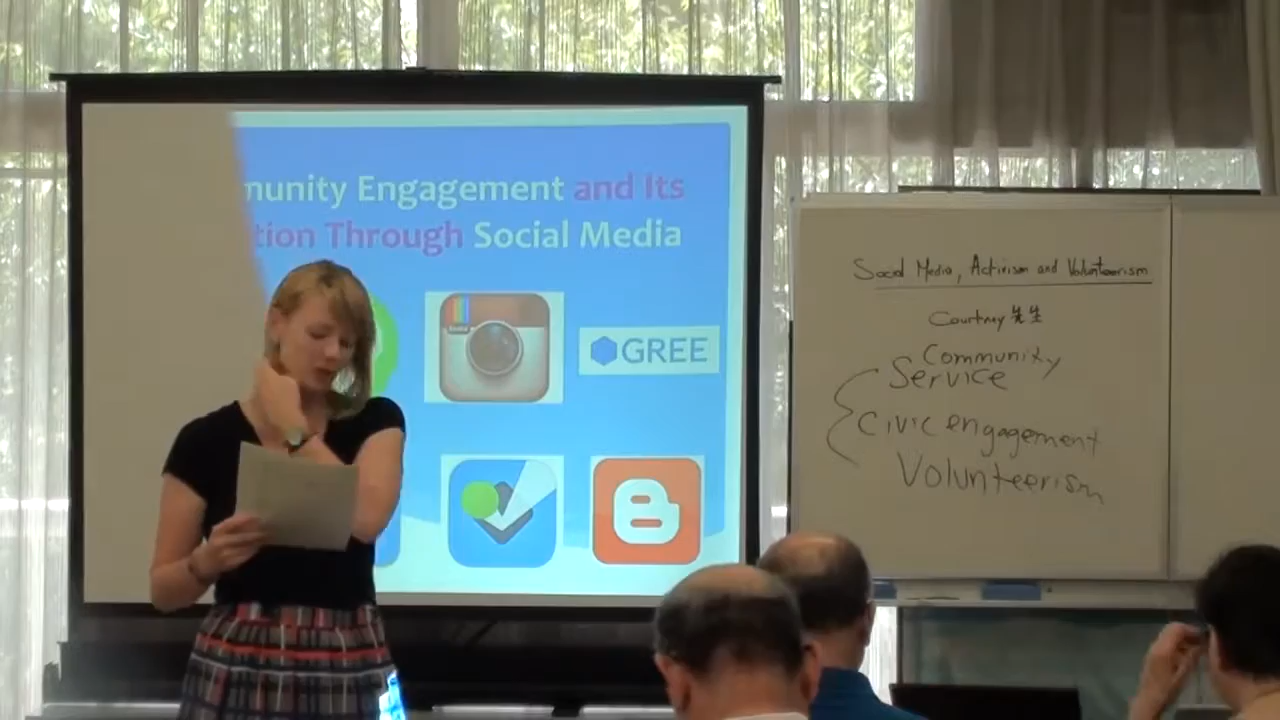 munity Engagement and Its
tion Through Social Media
GREE
Social Media, Activism and Volunteerism
Courtney 先生
Community
Service
Civic engagement
Volunteerism